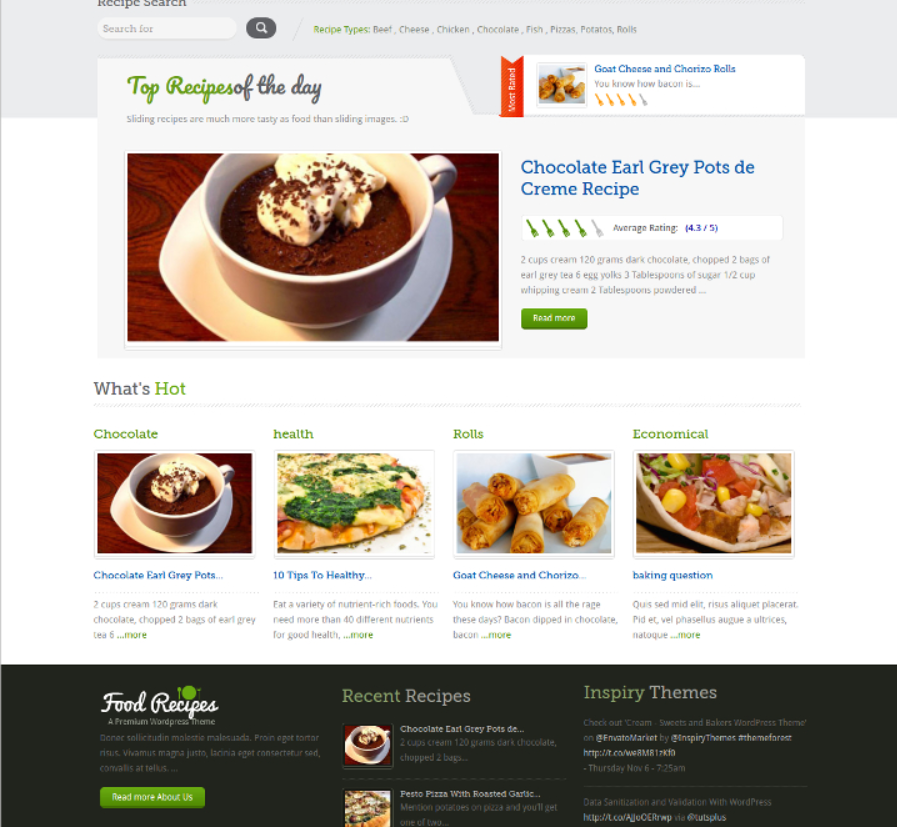 Recipe Search
Search for
Recipe Types: Beef , Cheese , Chicken , Chocolate , Fish , Pizzas, Potatos, Rolls
Top Recipes of the day
Sliding recipes are much more tasty as food than sliding images. :D
Most Rated
Goat Cheese and Chorizo Rolls
You know how bacon is...
Chocolate Earl Grey Pots de
Creme Recipe
Average Rating: (4.3 / 5)
2 cups cream 120 grams dark chocolate, chopped 2 bags of
earl grey tea 6 egg yolks 3 Tablespoons of sugar 1/2 cup
whipping cream 2 Tablespoons powdered ...
Read more
What's Hot
Chocolate
Chocolate Earl Grey Pots...
2 cups cream 120 grams dark
chocolate, chopped 2 bags of earl grey
tea 6 ...more
health
10 Tips To Healthy...
Eat a variety of nutrient-rich foods. You
need more than 40 different nutrients
for good health, ...more
Rolls
Goat Cheese and Chorizo...
You know how bacon is all the rage
these days? Bacon dipped in chocolate,
bacon ...more
Economical
baking question
Quis sed mid elit, risus aliquet placerat.
Pid et, vel phasellus augue a ultrices,
natoque ...more
Food Recipes
A Premium Wordpress Theme
Donec sollicitudin molestie malesuada. Proin eget tortor
risus. Vivamus magna justo, lacinia eget consectetur sed,
convallis at tellus. ...
Read more About Us
Recent Recipes
Chocolate Earl Grey Pots de...
2 cups cream 120 grams dark chocolate,
chopped 2 bags...
Pesto Pizza With Roasted Garlic...
Mention potatoes on pizza and you'll get
one of two...
Inspiry Themes
Check out 'Cream - Sweets and Bakers WordPress Theme'
on @EnvatoMarket by @InspiryThemes #themeforest
http://t.co/we8M81zKf0
- Thursday Nov 6 - 7:25am
Data Sanitization and Validation With WordPress
http://t.co/AJJoOERrwp via @tutsplus